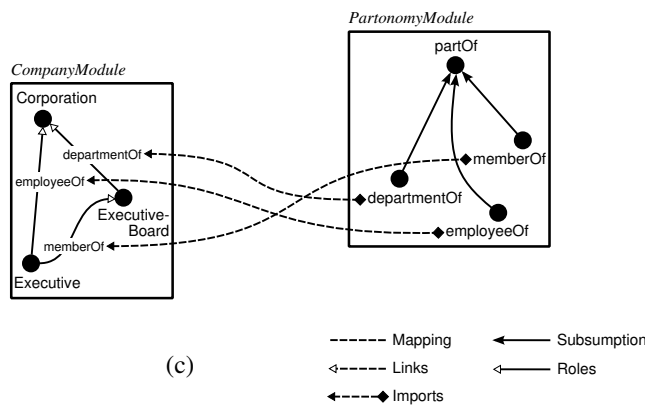 PartonomyModule
partOf
CompanyModule
Corporation
departmentOf
memberOf
employeeOf
departmentOf
Executive-
Board
employeeOf
memberOf
Executive
(c)
Mapping
Subsumption
Links
Roles
Imports